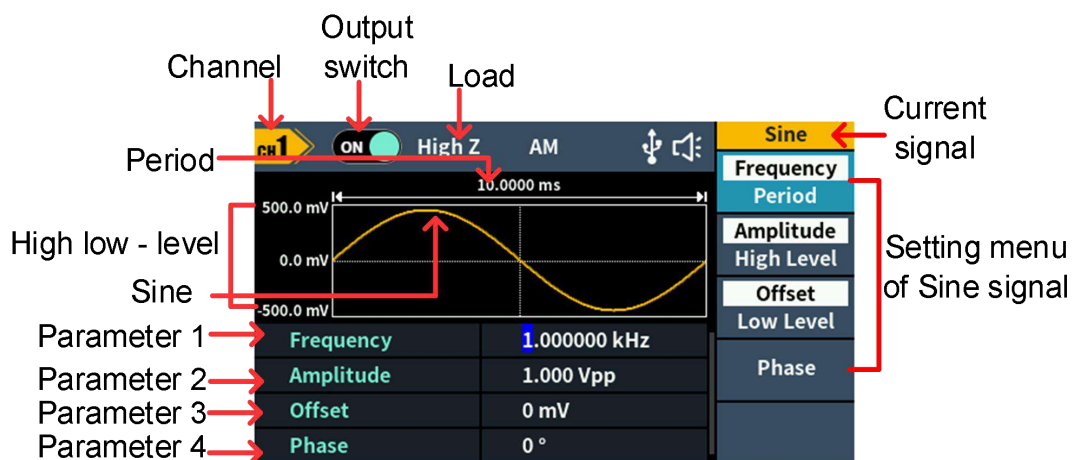 Output
switch
Channel
Load
Current
signal
CH1
ON
High Z
AM
Sine
Period
10.0000 ms
Frequency
Period
500.0 mV
High low - level
0.0 mV
Amplitude
High Level
Setting menu
of Sine signal
Sine
-500.0 mV
Offset
Low Level
Parameter 1
Frequency
1.000000 kHz
Phase
Parameter 2
Amplitude
1.000 Vpp
Parameter 3
Offset
0 mV
Parameter 4
Phase
0 °